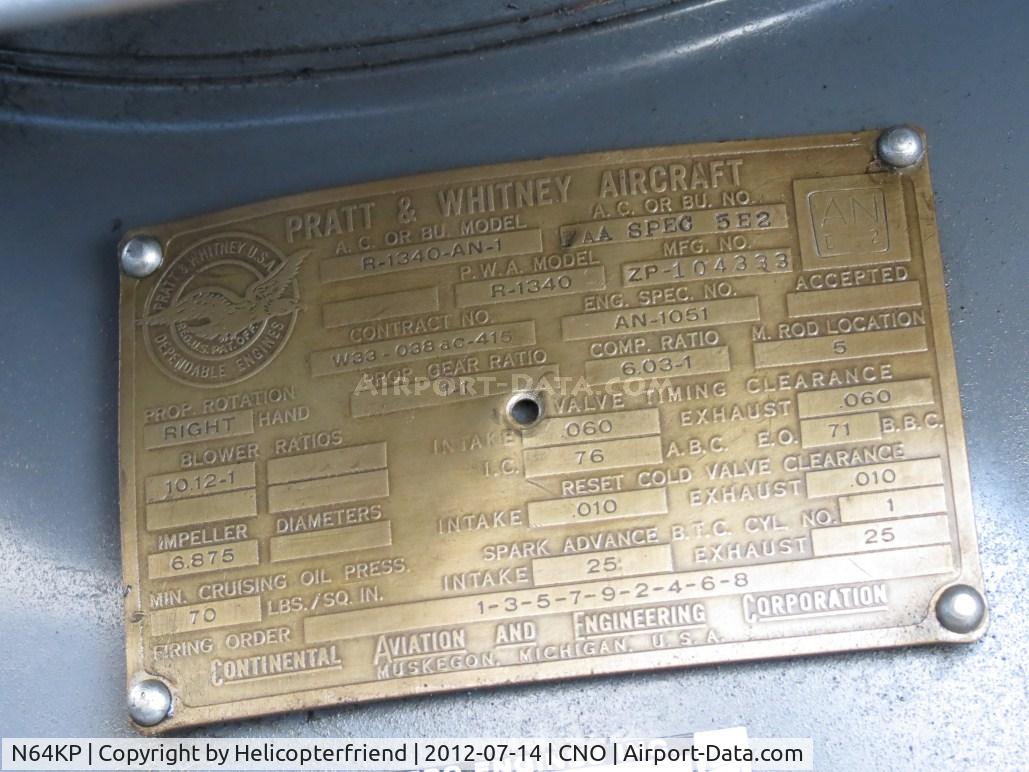 PRATT & WHITNEY AIRCRAFT
A.C. OR BU. MODEL A.C. OR BU. NO.
R-1340-AN-1 FAA SPEC 5E2
AN
PRATT & WHITNEY U.S.A.
REG. U.S. PAT. OFF.
DEPENDABLE ENGINES
P.W.A. MODEL MFG. NO.
R-1340 ZP-104333
CONTRACT NO. ENG. SPEC. NO. ACCEPTED
W33-038 ac-415 AN-1051
PROP. GEAR RATIO COMP. RATIO M. ROD LOCATION
6.03-1 5
AIRPORT-DATA.COM
PROP. ROTATION
RIGHT HAND
VALVE TIMING CLEARANCE
INTAKE .060 EXHAUST .060
BLOWER RATIOS
10.12-1
I.C. 76 A.B.C. E.O. 71 B.B.C.
RESET COLD VALVE CLEARANCE
INTAKE .010 EXHAUST .010
IMPELLER DIAMETERS
6.875
SPARK ADVANCE B.T.C. CYL. NO. 1
INTAKE 25 EXHAUST 25
MIN. CRUISING OIL PRESS.
70 LBS./SQ. IN.
FIRING ORDER 1-3-5-7-9-2-4-6-8
CONTINENTAL AVIATION AND ENGINEERING CORPORATION
MUSKEGON, MICHIGAN, U.S.A.
N64KP | Copyright by Helicopterfriend | 2012-07-14 | CNO | Airport-Data.com